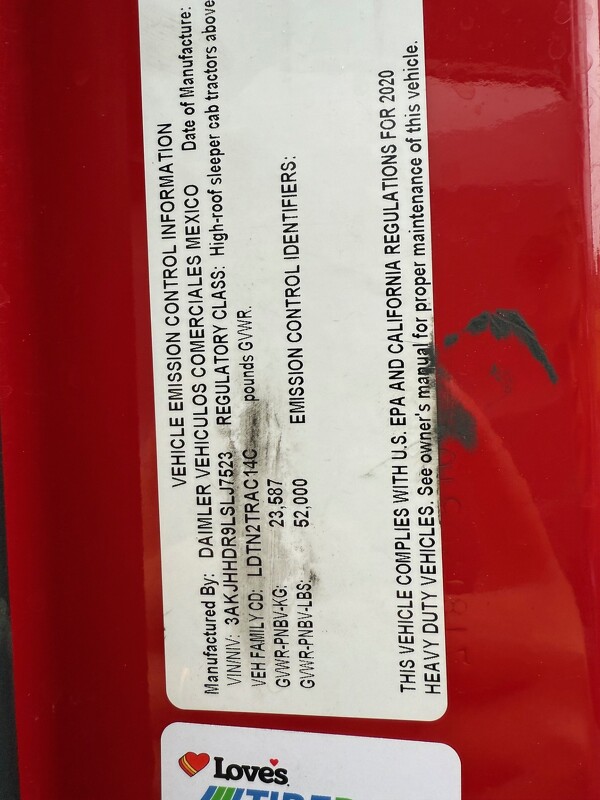 VEHICLE EMISSION CONTROL INFORMATION
Manufactured By: DAIMLER VEHICULOS COMERCIALES MEXICO Date of Manufacture:
VIN/NIV: 3AKJHHDR9LSLJ7523 REGULATORY CLASS: High-roof sleeper cab tractors above
VEH FAMILY CD: LDTN2TRAC14C pounds GVWR.
GVWR-PNBV-KG: 23,587
GVWR-PNBV-LBS: 52,000 EMISSION CONTROL IDENTIFIERS:
THIS VEHICLE COMPLIES WITH U.S. EPA AND CALIFORNIA REGULATIONS FOR 2020
HEAVY DUTY VEHICLES. See owner's manual for proper maintenance of this vehicle.
Love's